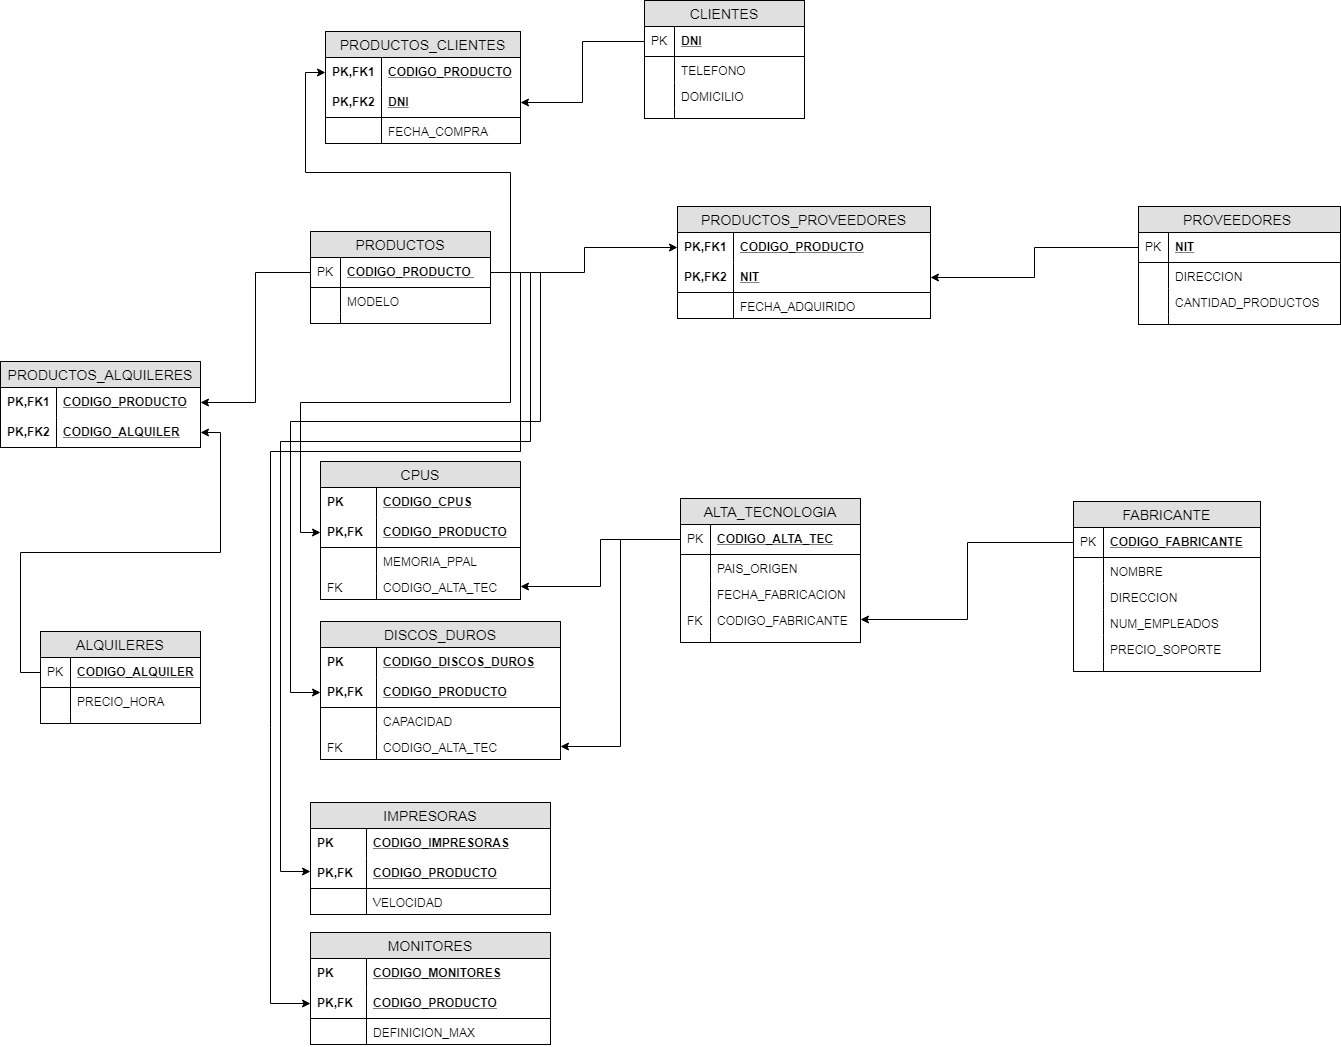 CLIENTES
PK DNI
TELEFONO
DOMICILIO
PRODUCTOS_CLIENTES
PK,FK1 CODIGO_PRODUCTO
PK,FK2 DNI
FECHA_COMPRA
PRODUCTOS
PK CODIGO_PRODUCTO
MODELO
PRODUCTOS_PROVEEDORES
PK,FK1 CODIGO_PRODUCTO
PK,FK2 NIT
FECHA_ADQUIRIDO
PROVEEDORES
PK NIT
DIRECCION
CANTIDAD_PRODUCTOS
PRODUCTOS_ALQUILERES
PK,FK1 CODIGO_PRODUCTO
PK,FK2 CODIGO_ALQUILER
CPUS
PK CODIGO_CPUS
PK,FK CODIGO_PRODUCTO
MEMORIA_PPAL
FK CODIGO_ALTA_TEC
ALTA_TECNOLOGIA
PK CODIGO_ALTA_TEC
PAIS_ORIGEN
FECHA_FABRICACION
FK CODIGO_FABRICANTE
FABRICANTE
PK CODIGO_FABRICANTE
NOMBRE
DIRECCION
NUM_EMPLEADOS
PRECIO_SOPORTE
ALQUILERES
PK CODIGO_ALQUILER
PRECIO_HORA
DISCOS_DUROS
PK CODIGO_DISCOS_DUROS
PK,FK CODIGO_PRODUCTO
CAPACIDAD
FK CODIGO_ALTA_TEC
IMPRESORAS
PK CODIGO_IMPRESORAS
PK,FK CODIGO_PRODUCTO
VELOCIDAD
MONITORES
PK CODIGO_MONITORES
PK,FK CODIGO_PRODUCTO
DEFINICION_MAX